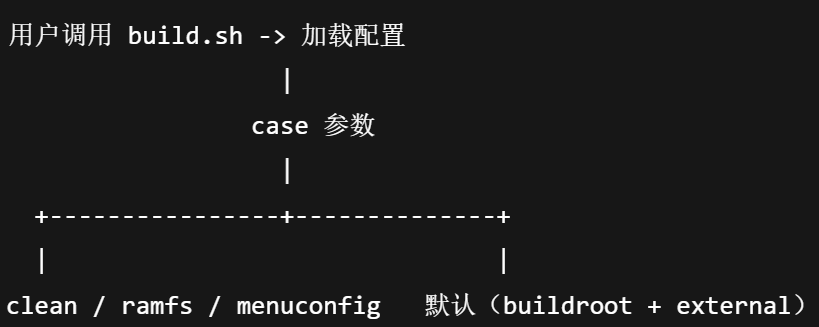 用户调用 build.sh -> 加载配置
|
case 参数
|
+----------------+--------------+
| |
clean / ramfs / menuconfig 默认（buildroot + external）